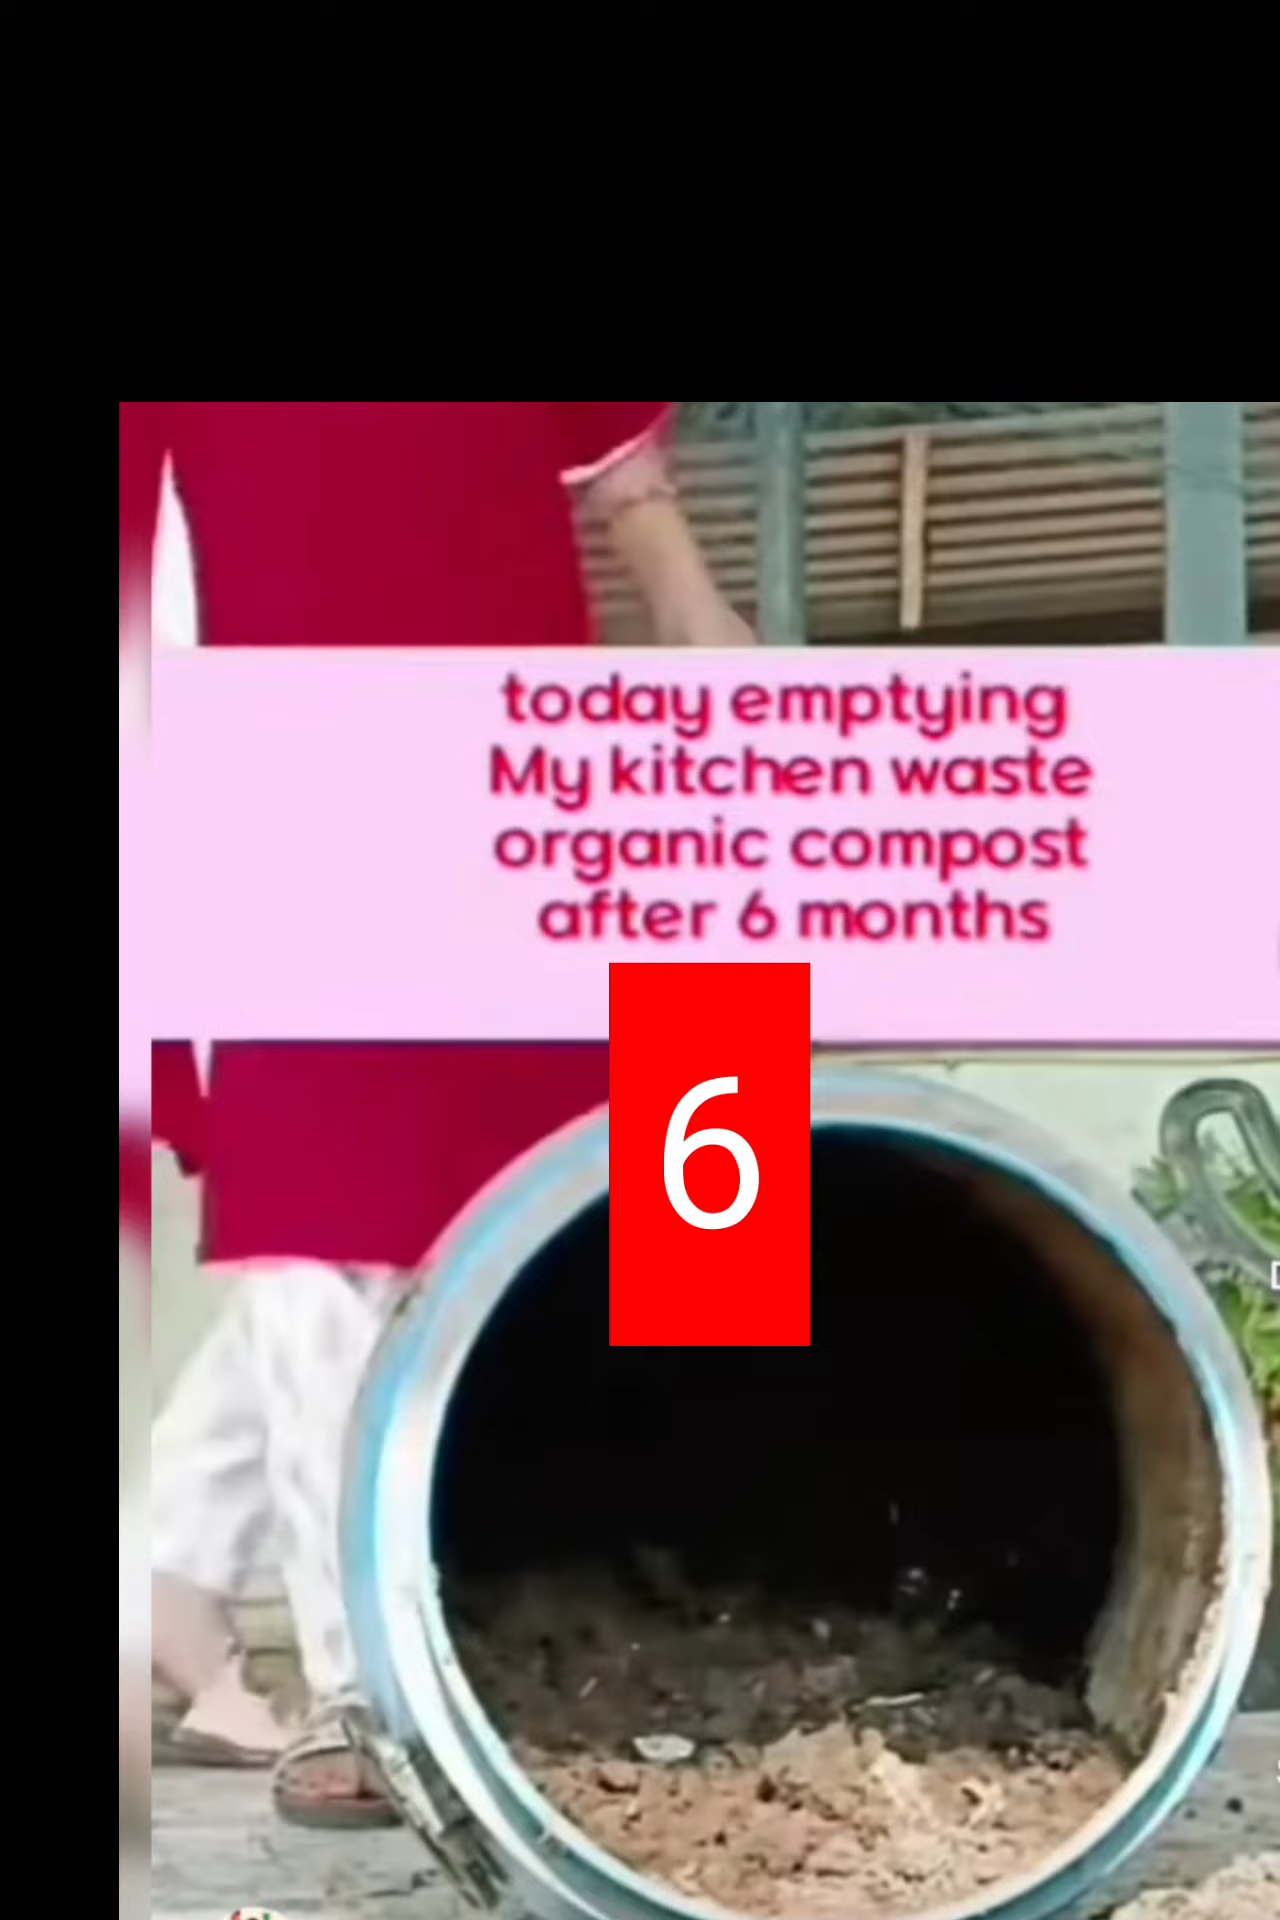 today emptying
My kitchen waste
organic compost
after 6 months
6